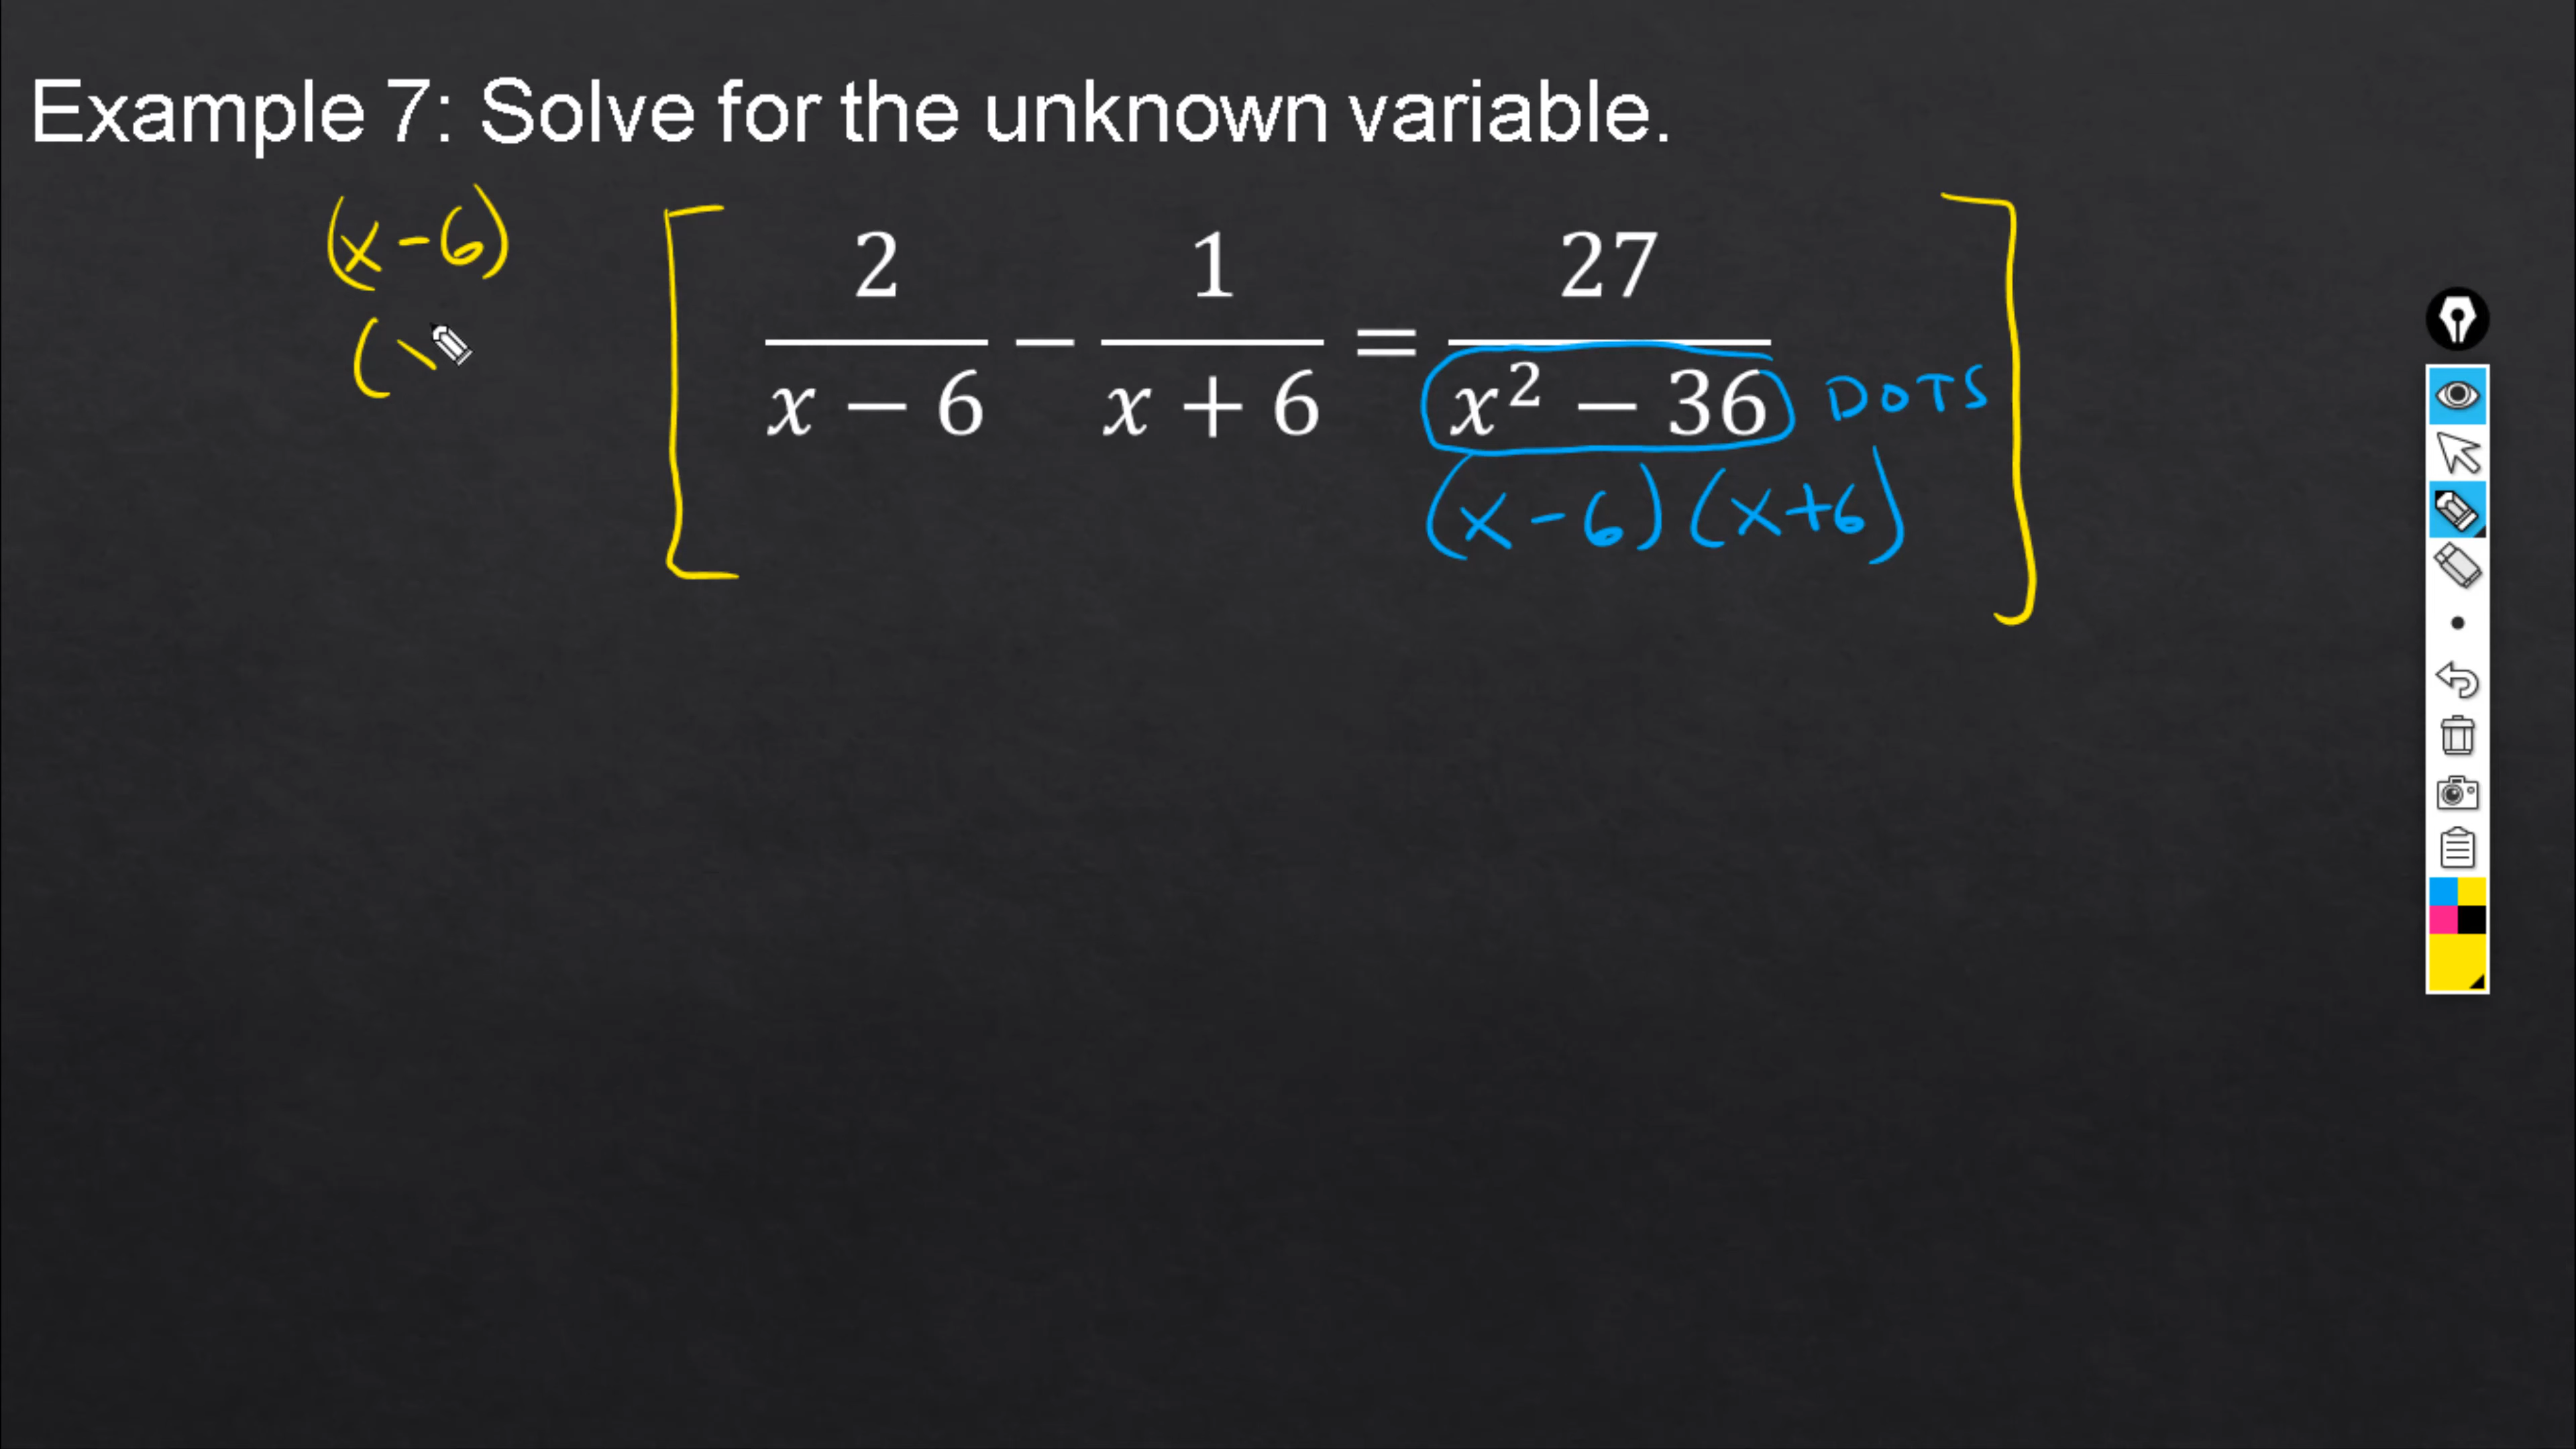 Example 7: Solve for the unknown variable.
(x-6)
(
[ 2/(x − 6) − 1/(x + 6) = 27/(x² − 36) ] DOTS
(x-6)(x+6)